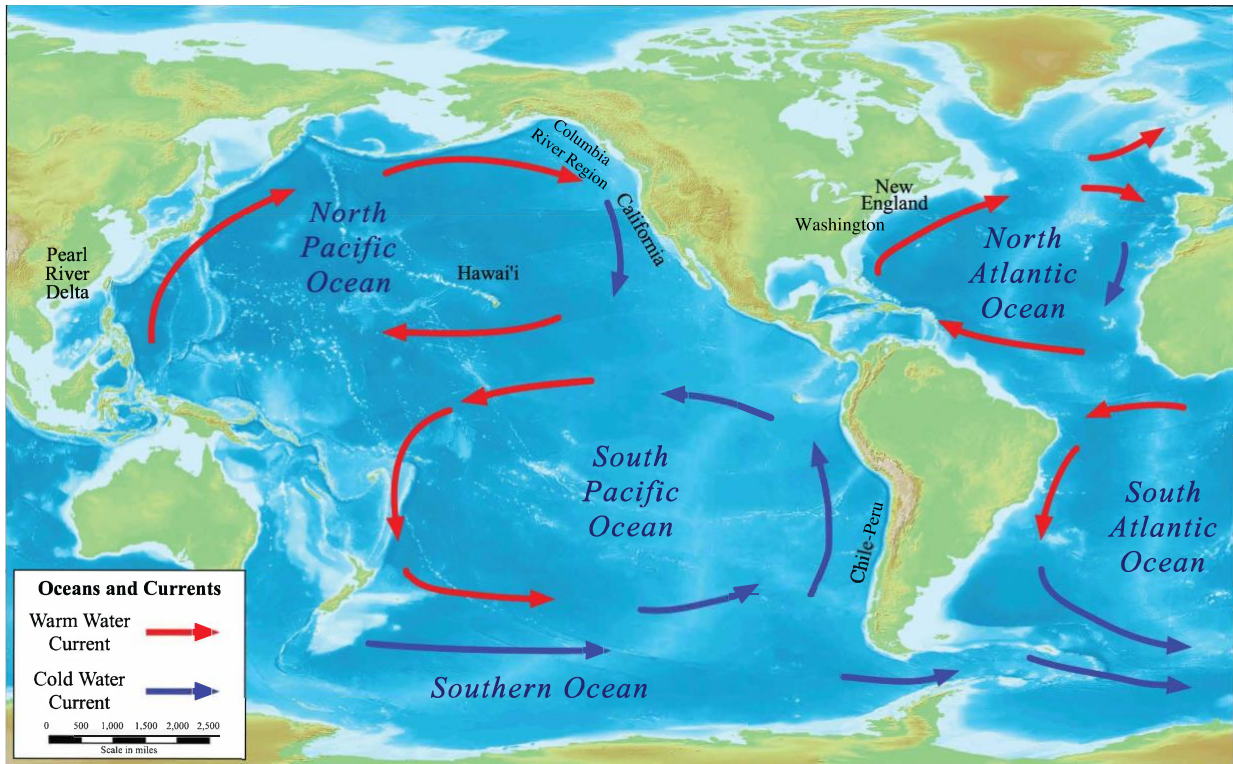 Columbia
River Region
California
New
England
Washington
North
Pacific
Ocean
North
Atlantic
Ocean
Pearl
River
Delta
Hawai'i
South
Pacific
Ocean
Chile-Peru
South
Atlantic
Ocean
Southern Ocean
Oceans and Currents
Warm Water
Current
Cold Water
Current
0 500 1,000 1,500 2,000 2,500
Scale in miles